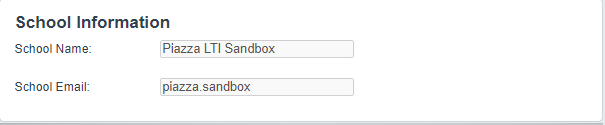 School Information
School Name: Piazza LTI Sandbox
School Email: piazza.sandbox